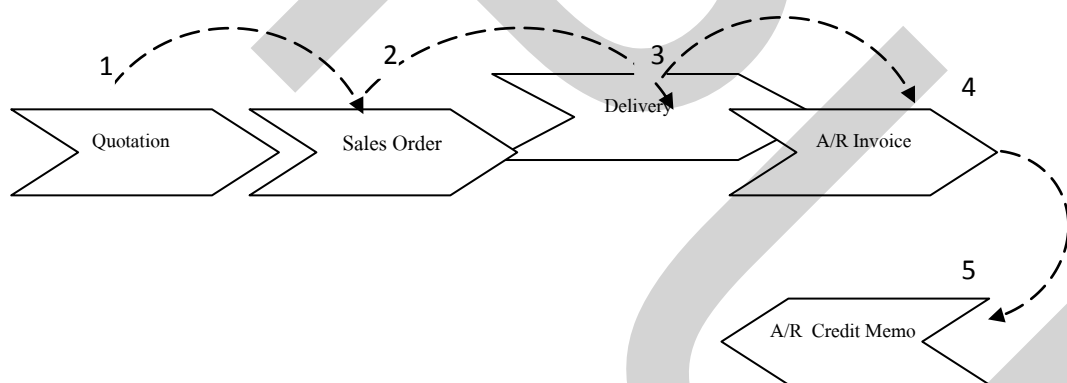 1
2
3
4
Quotation
Sales Order
Delivery
A/R Invoice
5
A/R Credit Memo